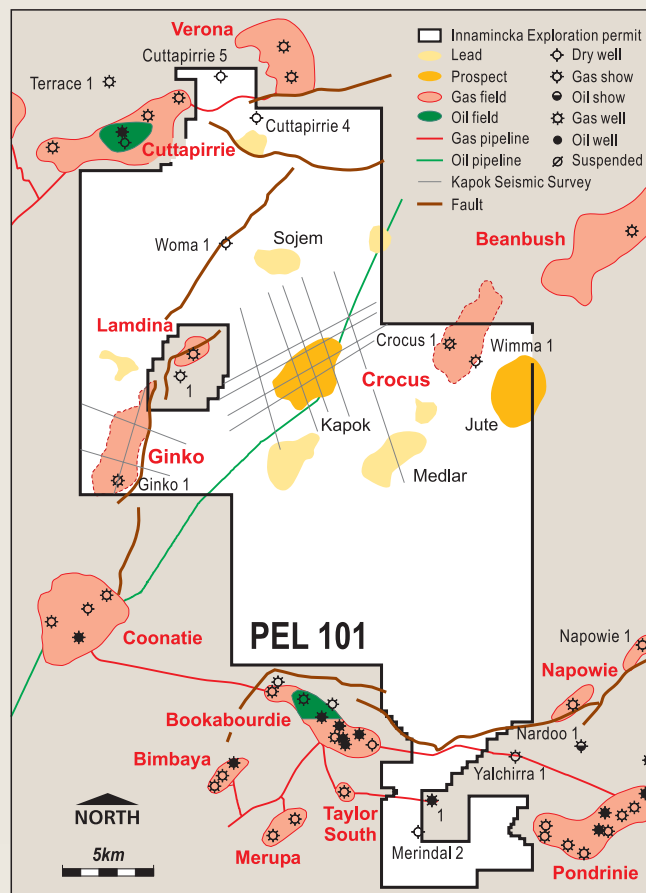 Verona
Cuttapirrie 5
Terrace 1
Cuttapirrie 4
Cuttapirrie
Innamincka Exploration permit
Lead
Prospect
Gas field
Oil field
Gas pipeline
Oil pipeline
Kapok Seismic Survey
Fault
Dry well
Gas show
Oil show
Gas well
Oil well
Suspended
Beanbush
Woma 1
Sojem
Lamdina
1
Crocus 1
Wimma 1
Crocus
Kapok
Jute
Ginko
Medlar
Ginko 1
Coonatie
PEL 101
Napowie 1
Napowie
Bookabourdie
Nardoo 1
Bimbaya
Yalchirra 1
NORTH
Taylor
South
1
5km
Merupa
Merindal 2
Pondrinie